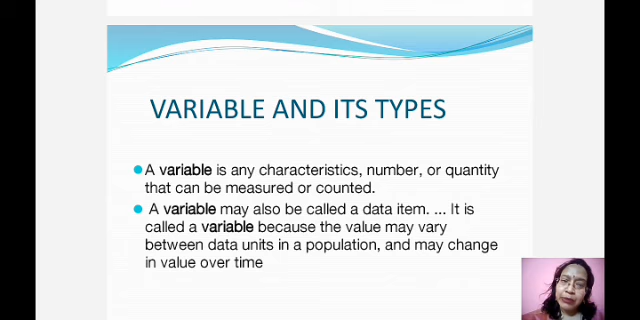 VARIABLE AND ITS TYPES
A variable is any characteristics, number, or quantity
that can be measured or counted.
A variable may also be called a data item. ... It is
called a variable because the value may vary
between data units in a population, and may change
in value over time